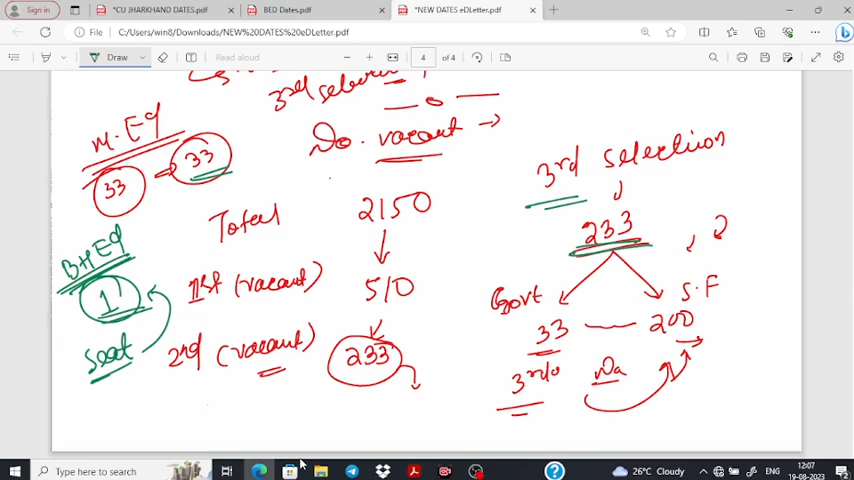 Sign in
*CU JHARKHAND DATES.pdf
BED Dates.pdf
*NEW DATES eDLetter.pdf
File
C:/Users/win8/Downloads/NEW%20DATES%20eDLetter.pdf
Draw
Read aloud
4 of 4
3rd
M.Ed
33
33
No. vacant
3rd selection
Total 2150
233
B.H.Ed
1
1st (vacant) 510
Govt
S.F
33
200
seat
2nd (vacant) 233
3rd
Type here to search
26°C Cloudy
ENG
12:07
19-08-2023
2